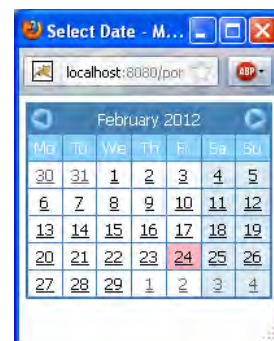 Select Date - M...
localhost:8080/por
ABP
February 2012
Mo Tu We Th Fr Sa Su
30 31 1 2 3 4 5
6 7 8 9 10 11 12
13 14 15 16 17 18 19
20 21 22 23 24 25 26
27 28 29 1 2 3 4